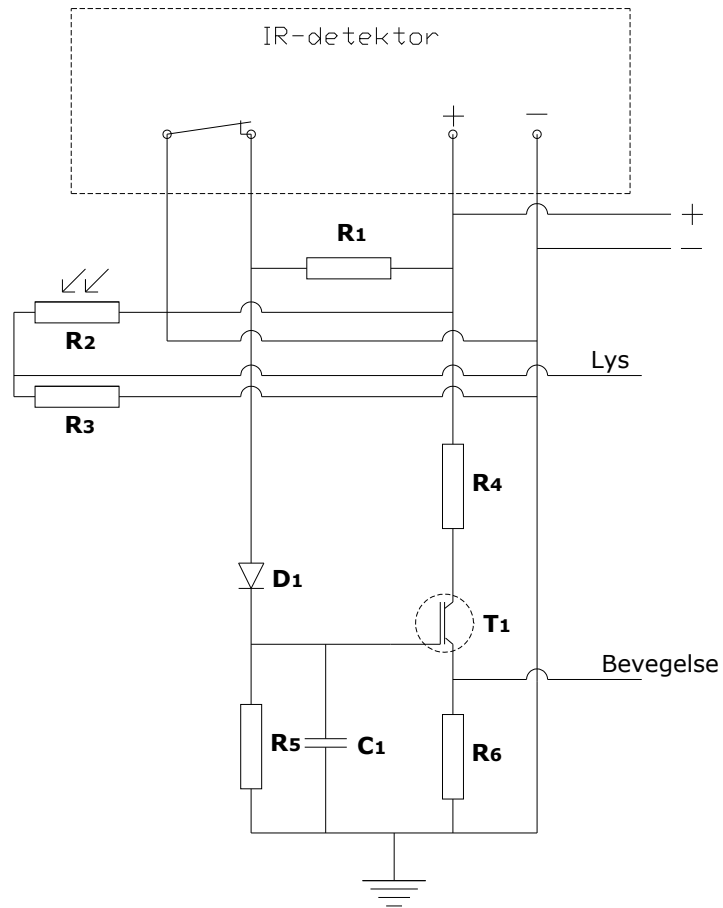 IR-detektor
+ −
R1
+
−
R2
Lys
R3
R4
D1
T1
Bevegelse
R5
C1
R6